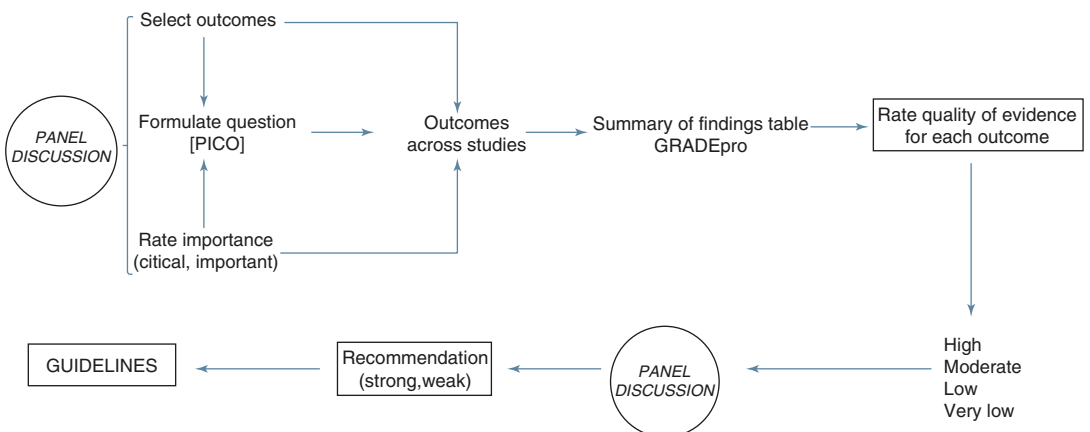 Select outcomes
PANEL
DISCUSSION
Formulate question
[PICO]
Rate importance
(citical, important)
Outcomes
across studies
Summary of findings table
GRADEpro
Rate quality of evidence
for each outcome
High
Moderate
Low
Very low
PANEL
DISCUSSION
Recommendation
(strong,weak)
GUIDELINES